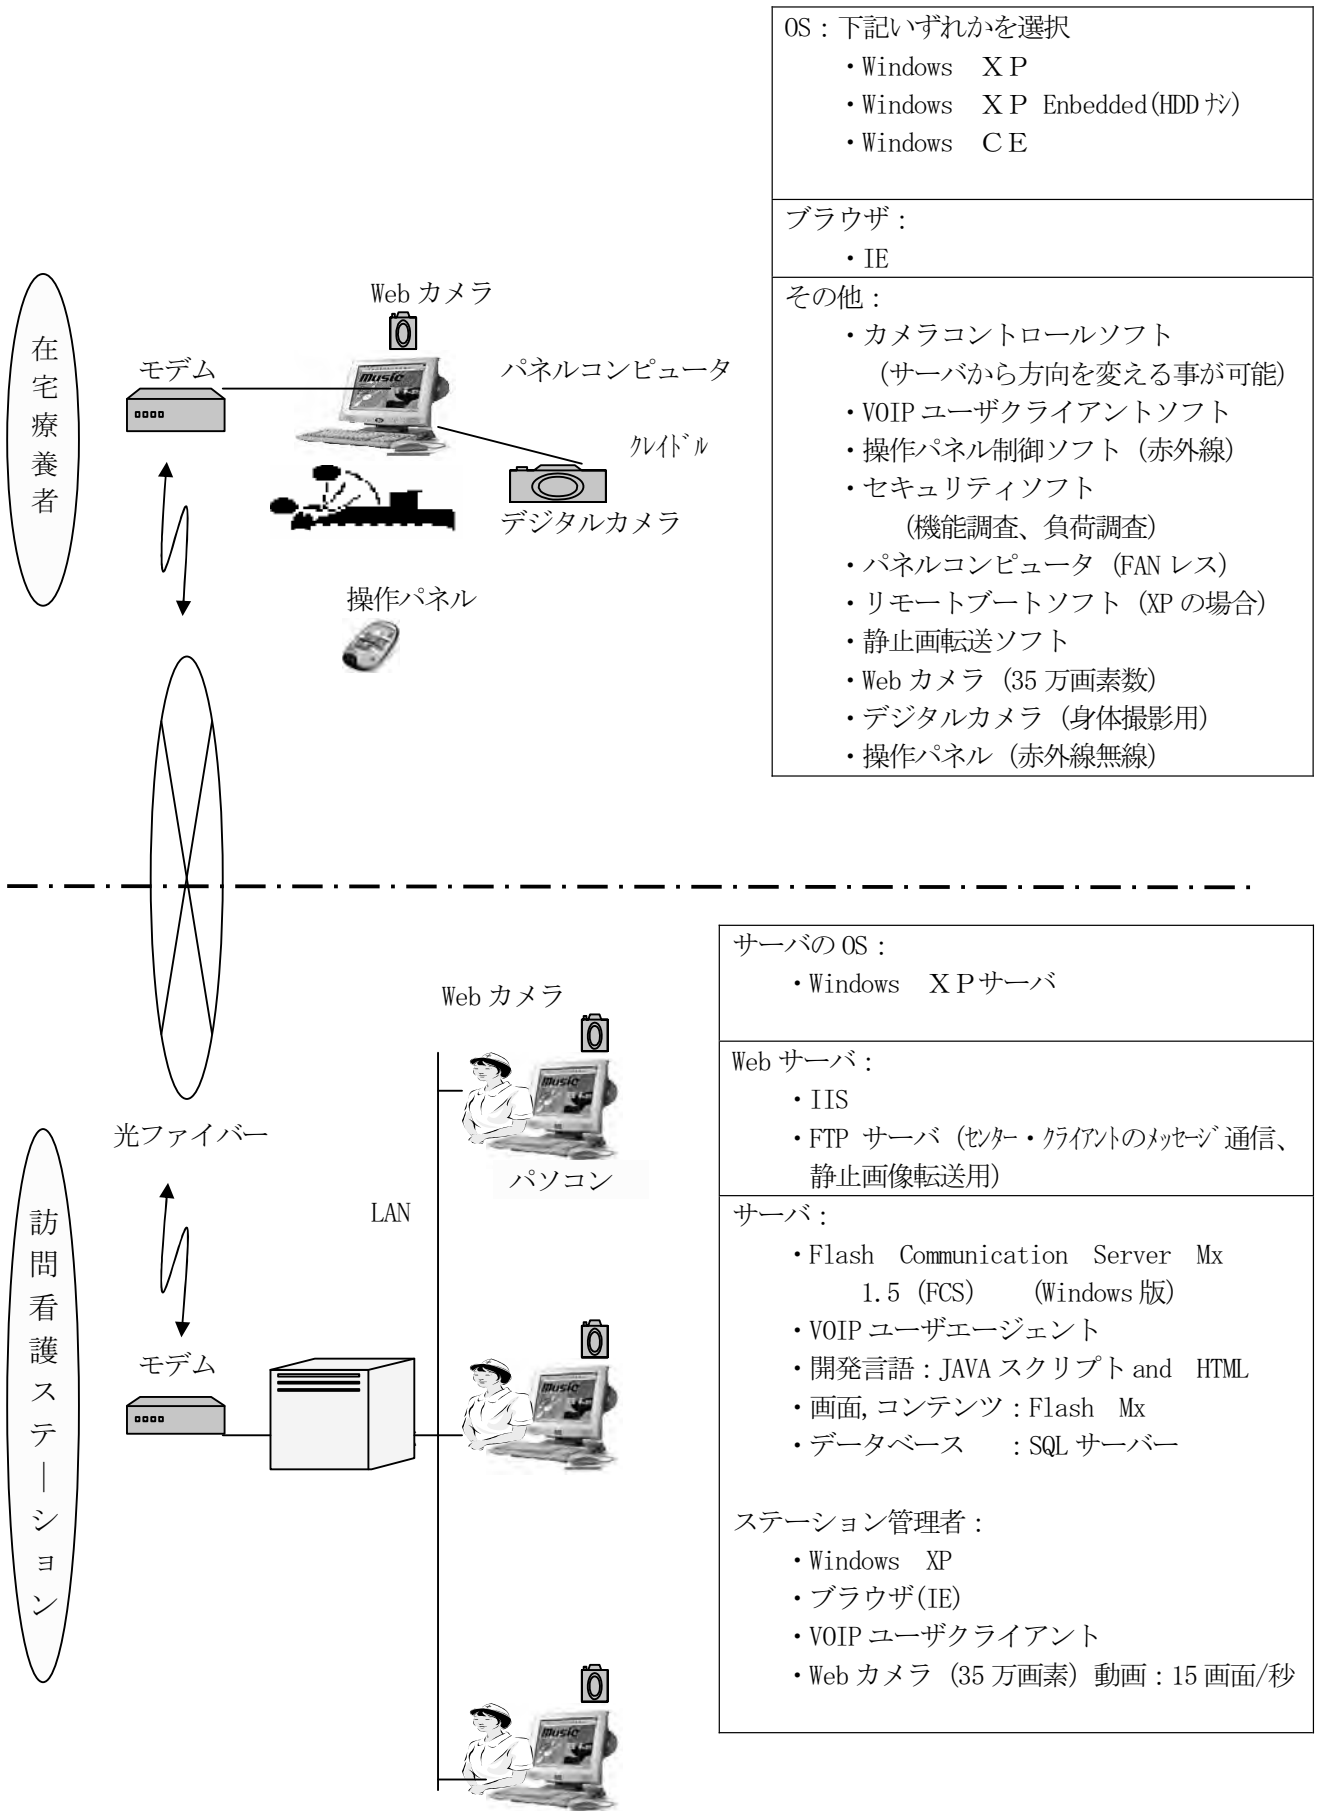 OS：下記いずれかを選択
・Windows　ＸＰ
・Windows　ＸＰ Enbedded(HDD ﾅｼ)
・Windows　ＣＥ
ブラウザ：
・IE
その他：
・カメラコントロールソフト
（サーバから方向を変える事が可能）
・VOIP ユーザクライアントソフト
・操作パネル制御ソフト（赤外線）
・セキュリティソフト
（機能調査、負荷調査）
・パネルコンピュータ（FAN レス）
・リモートブートソフト（XP の場合）
・静止画転送ソフト
・Web カメラ（35 万画素数）
・デジタルカメラ（身体撮影用）
・操作パネル（赤外線無線）
在宅療養者
Web カメラ
モデム
パネルコンピュータ
music
ｸﾚｲﾄﾞﾙ
デジタルカメラ
操作パネル
光ファイバー
訪問看護ステーション
Web カメラ
music
パソコン
LAN
モデム
music
music
サーバの OS：
・Windows　ＸＰサーバ
Web サーバ：
・IIS
・FTP サーバ（ｾﾝﾀｰ・ｸﾗｲｱﾝﾄのﾒｯｾｰｼﾞ通信、
静止画像転送用）
サーバ：
・Flash　Communication　Server　Mx
1.5（FCS）　（Windows 版）
・VOIP ユーザエージェント
・開発言語：JAVA スクリプト and　HTML
・画面,コンテンツ：Flash　Mx
・データベース　：SQL サーバー
ステーション管理者：
・Windows　XP
・ブラウザ(IE)
・VOIP ユーザクライアント
・Web カメラ（35 万画素）動画：15 画面/秒